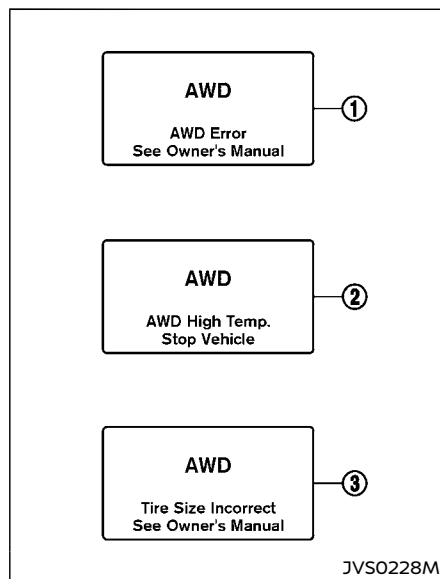 AWD
AWD Error
See Owner's Manual
1
AWD
AWD High Temp.
Stop Vehicle
2
AWD
Tire Size Incorrect
See Owner's Manual
3
JVS0228M